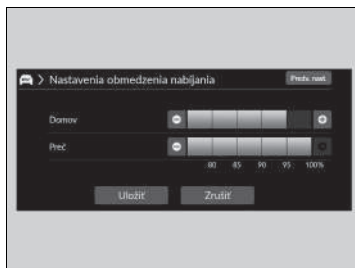 > Nastavenia obmedzenia nabíjania Predv. nast.
Domov
Preč
80 85 90 95 100%
Uložiť Zrušiť